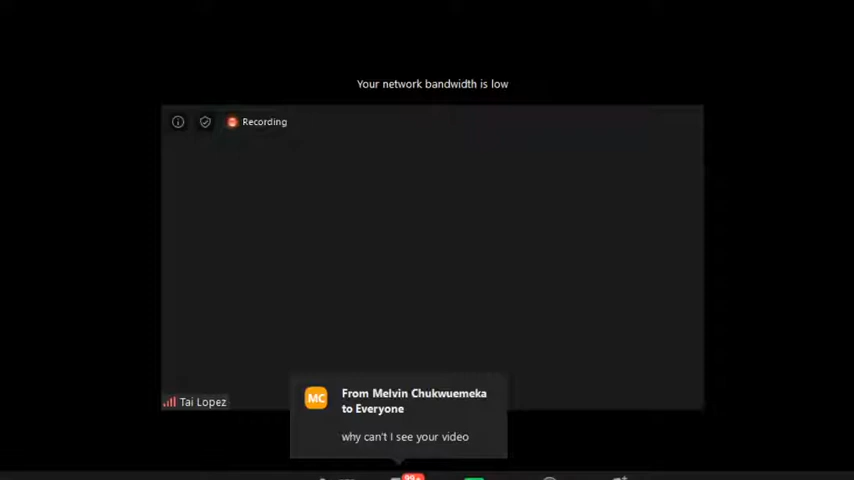 Your network bandwidth is low
Recording
Tai Lopez
MC
From Melvin Chukwuemeka
to Everyone
why can't I see your video
99+